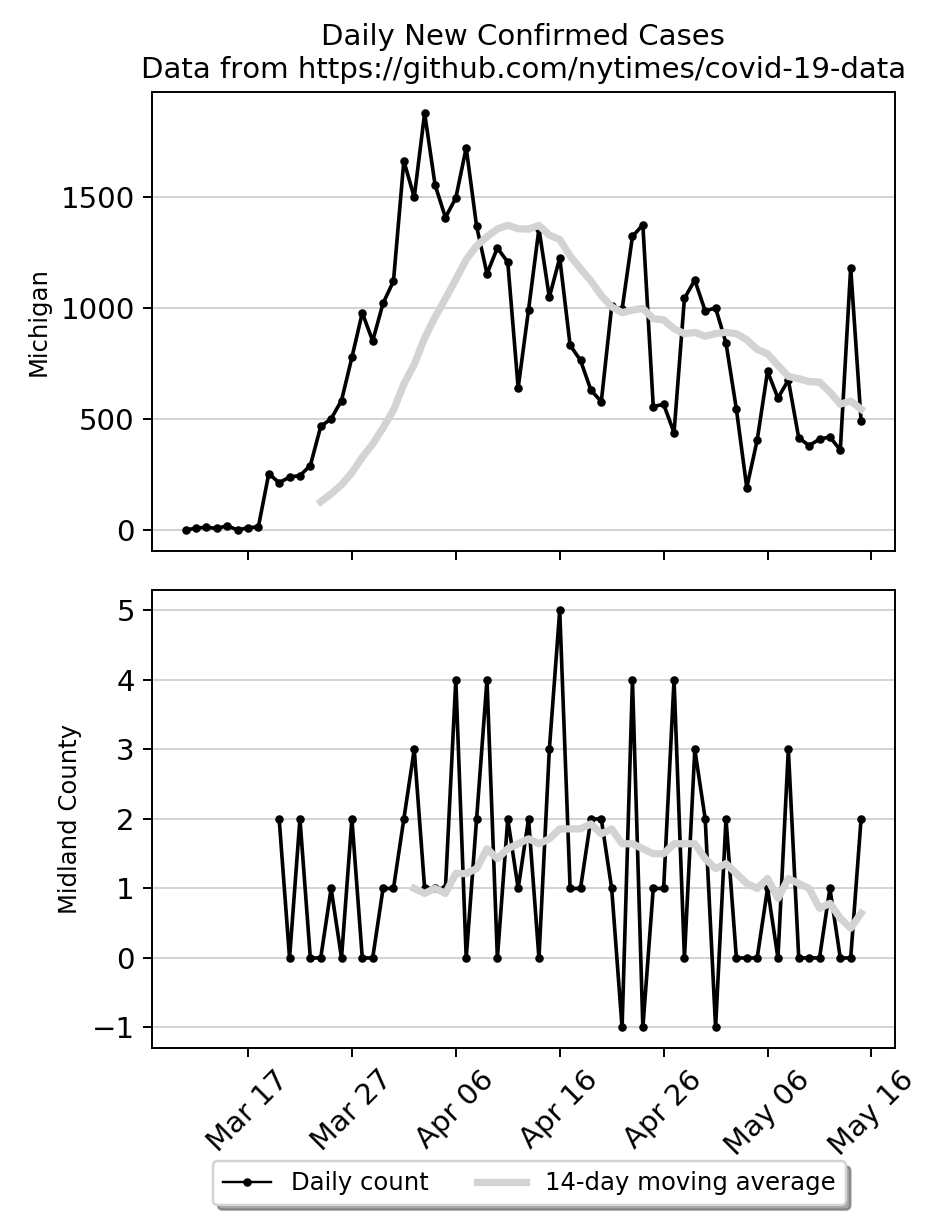 Daily New Confirmed Cases
Data from https://github.com/nytimes/covid-19-data
Michigan
1500
1000
500
0
Midland County
5
4
3
2
1
0
−1
Mar 17
Mar 27
Apr 06
Apr 16
Apr 26
May 06
May 16
Daily count
14-day moving average